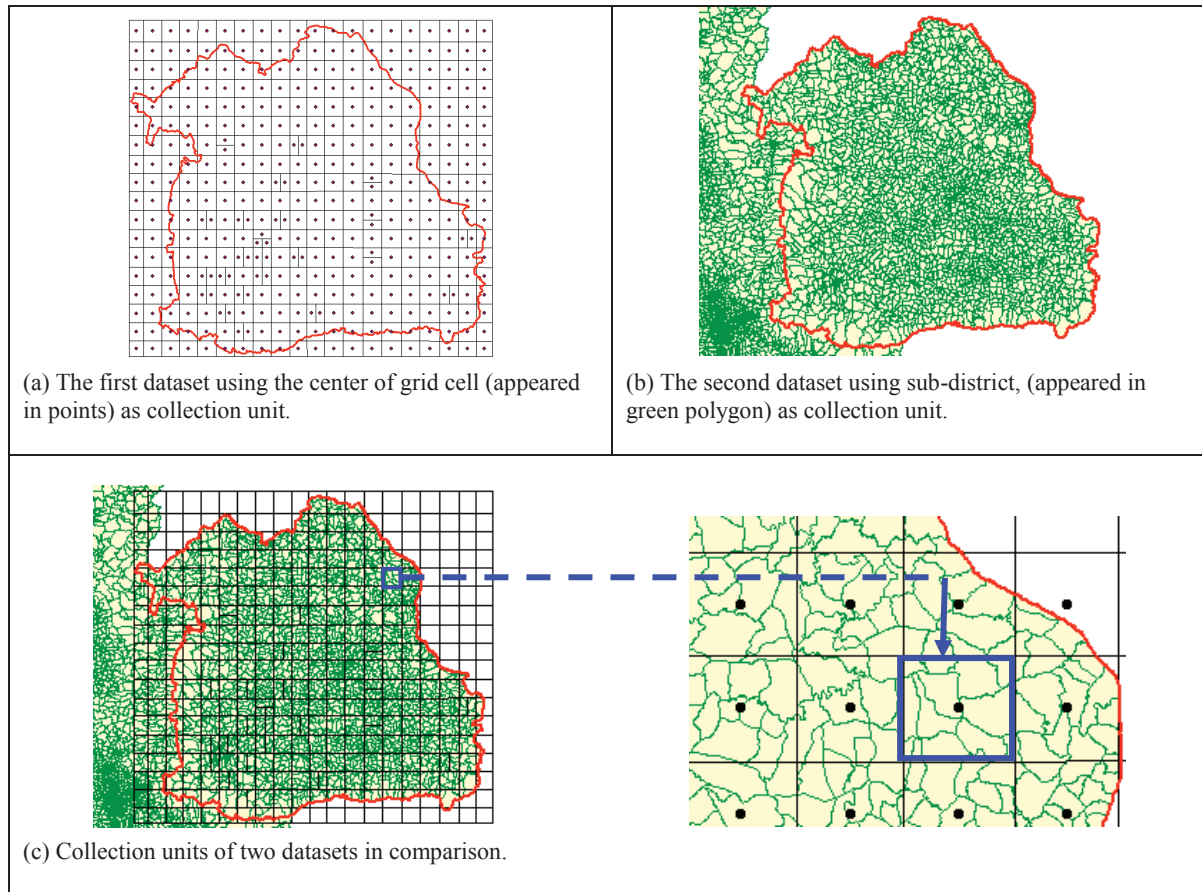 (a) The first dataset using the center of grid cell (appeared
in points) as collection unit.
(b) The second dataset using sub-district, (appeared in
green polygon) as collection unit.
(c) Collection units of two datasets in comparison.